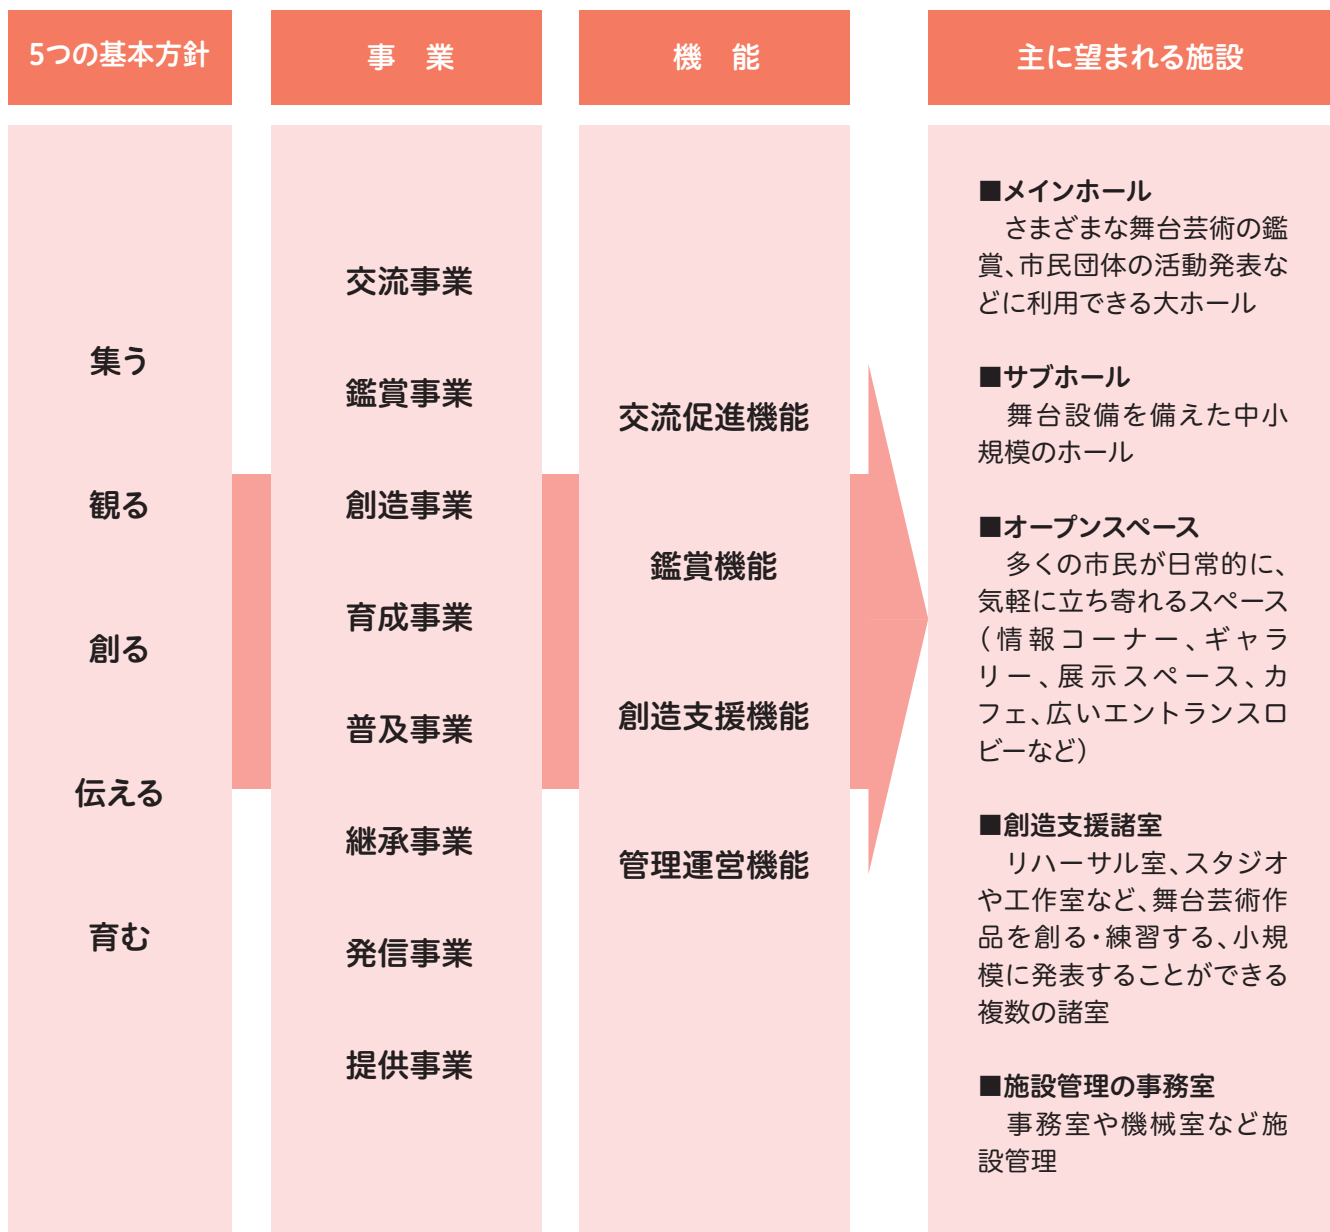 5つの基本方針
事　業
機　能
主に望まれる施設
集う
観る
創る
伝える
育む
交流事業
鑑賞事業
創造事業
育成事業
普及事業
継承事業
発信事業
提供事業
交流促進機能
鑑賞機能
創造支援機能
管理運営機能
■メインホール
　さまざまな舞台芸術の鑑
賞、市民団体の活動発表な
どに利用できる大ホール
■サブホール
　舞台設備を備えた中小
規模のホール
■オープンスペース
　多くの市民が日常的に、
気軽に立ち寄れるスペース
（情報コーナー、ギャラ
リー、展示スペース、カ
フェ、広いエントランスロ
ビーなど）
■創造支援諸室
　リハーサル室、スタジオ
や工作室など、舞台芸術作
品を創る・練習する、小規
模に発表することができる
複数の諸室
■施設管理の事務室
　事務室や機械室など施
設管理